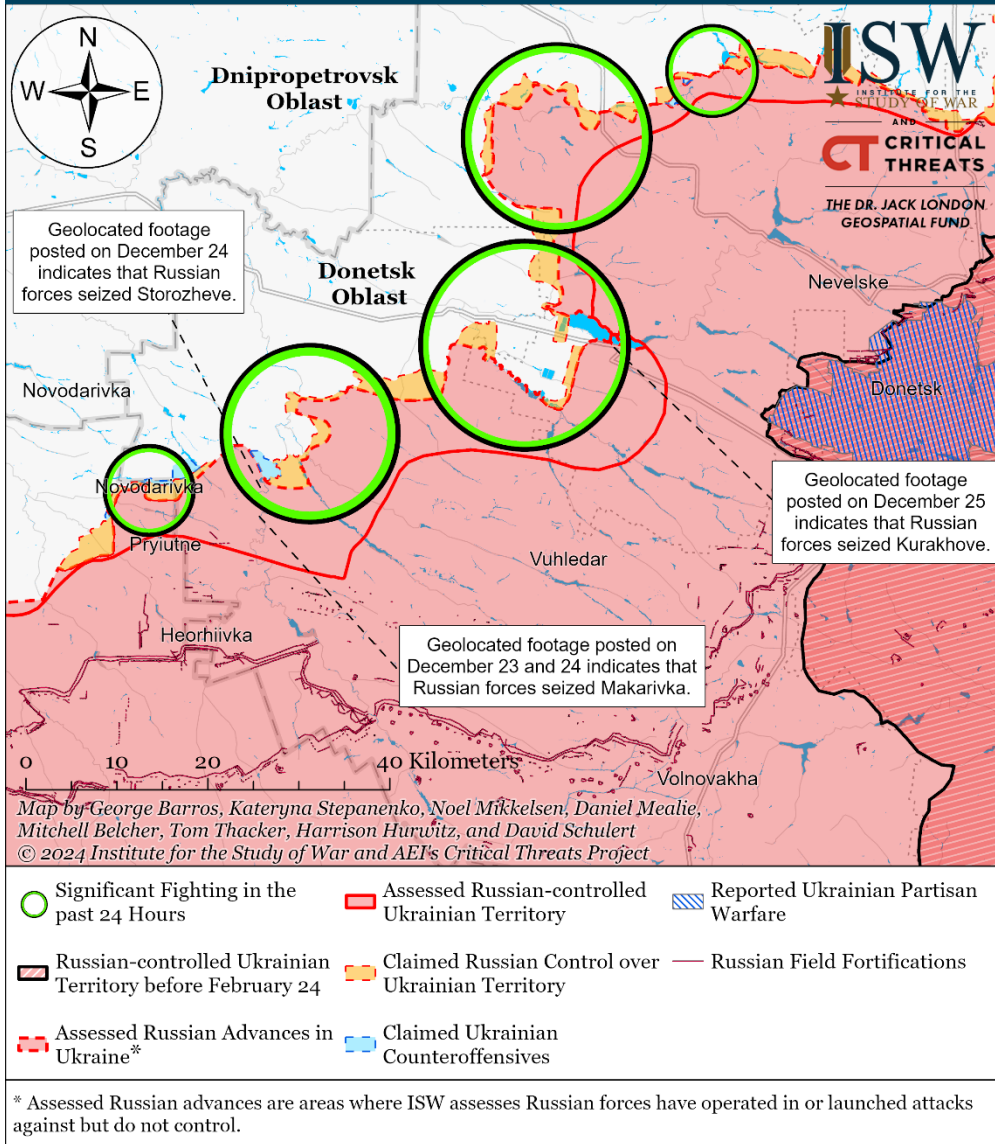 N
W
E
S
Dnipropetrovsk
Oblast
ISW
INSTITUTE FOR THE
STUDY OF WAR
AND
CT CRITICAL
THREATS
THE DR. JACK LONDON
GEOSPATIAL FUND
Geolocated footage
posted on December 24
indicates that Russian
forces seized Storozheve.
Donetsk
Oblast
Nevelske
Novodarivka
Donetsk
Novodarivka
Pryiutne
Geolocated footage
posted on December 25
indicates that Russian
forces seized Kurakhove.
Vuhledar
Heorhiivka
Geolocated footage posted on
December 23 and 24 indicates that
Russian forces seized Makarivka.
0 10 20 40 Kilometers
Volnovakha
Map by George Barros, Kateryna Stepanenko, Noel Mikkelsen, Daniel Mealie,
Mitchell Belcher, Tom Thacker, Harrison Hurwitz, and David Schulert
© 2024 Institute for the Study of War and AEI's Critical Threats Project
Significant Fighting in the
past 24 Hours
Assessed Russian-controlled
Ukrainian Territory
Reported Ukrainian Partisan
Warfare
Russian-controlled Ukrainian
Territory before February 24
Claimed Russian Control over
Ukrainian Territory
Russian Field Fortifications
Assessed Russian Advances in
Ukraine*
Claimed Ukrainian
Counteroffensives
* Assessed Russian advances are areas where ISW assesses Russian forces have operated in or launched attacks
against but do not control.